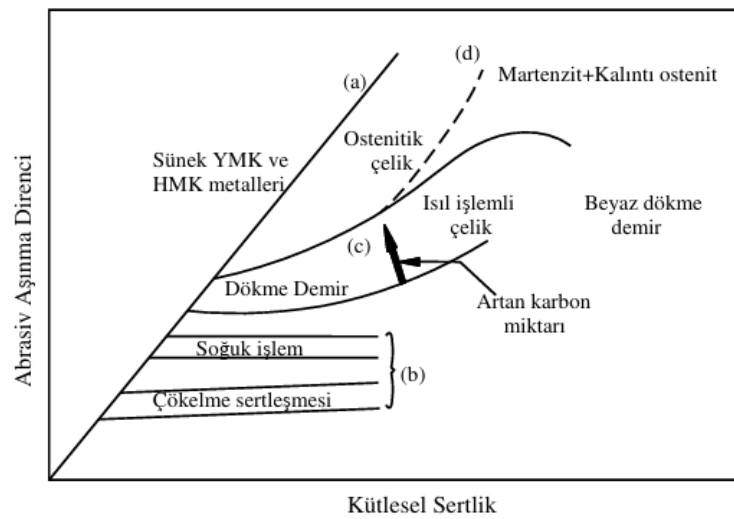 (d)
(a)
Martenzit+Kalıntı ostenit
Ostenitik
çelik
Sünek YMK ve
HMK metalleri
Isıl işlemli
çelik
Beyaz dökme
demir
(c)
Dökme Demir
Artan karbon
miktarı
Soğuk işlem
(b)
Çökelme sertleşmesi
Abrasiv Aşınma Direnci
Kütlesel Sertlik